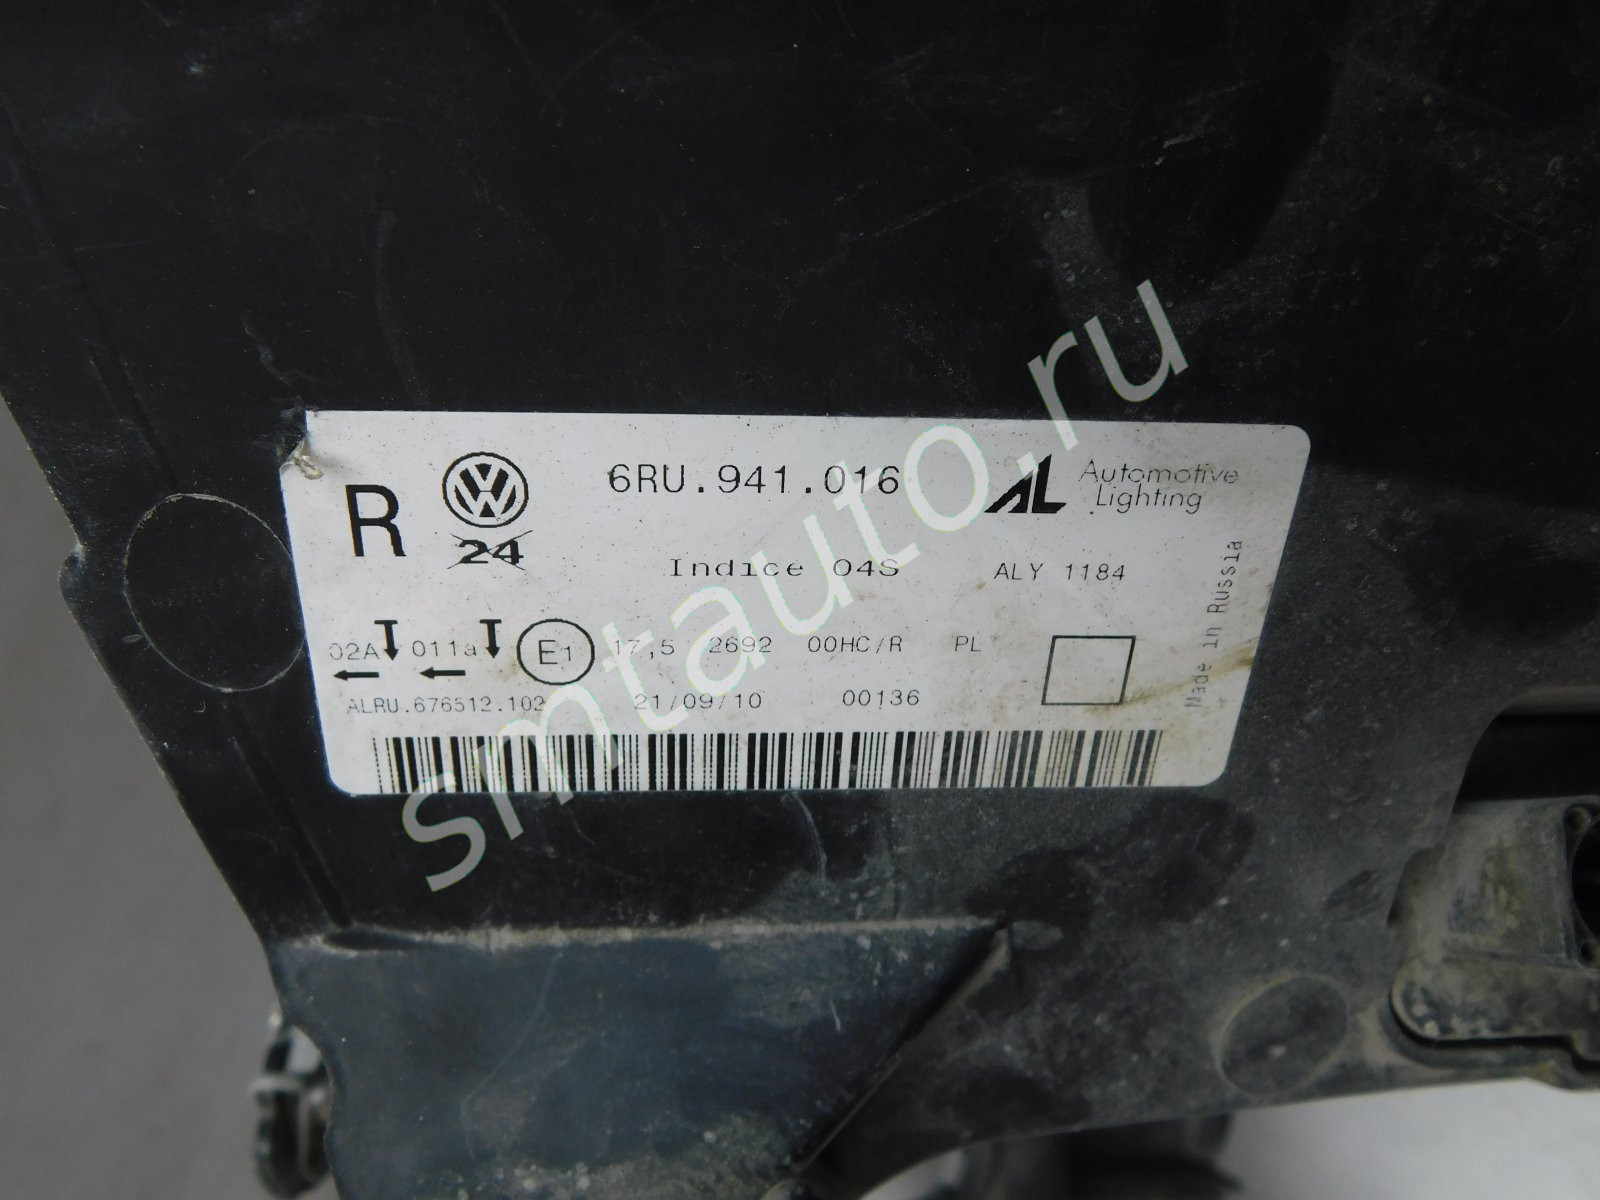 R 6RU.941.016 AL Automotive Lighting
24
Indice 04S ALY 1184
Made in Russia
02A 011a E1 17,5 2692 00HC/R PL
ALRU.676512.102 21/09/10 00136
smtauto.ru